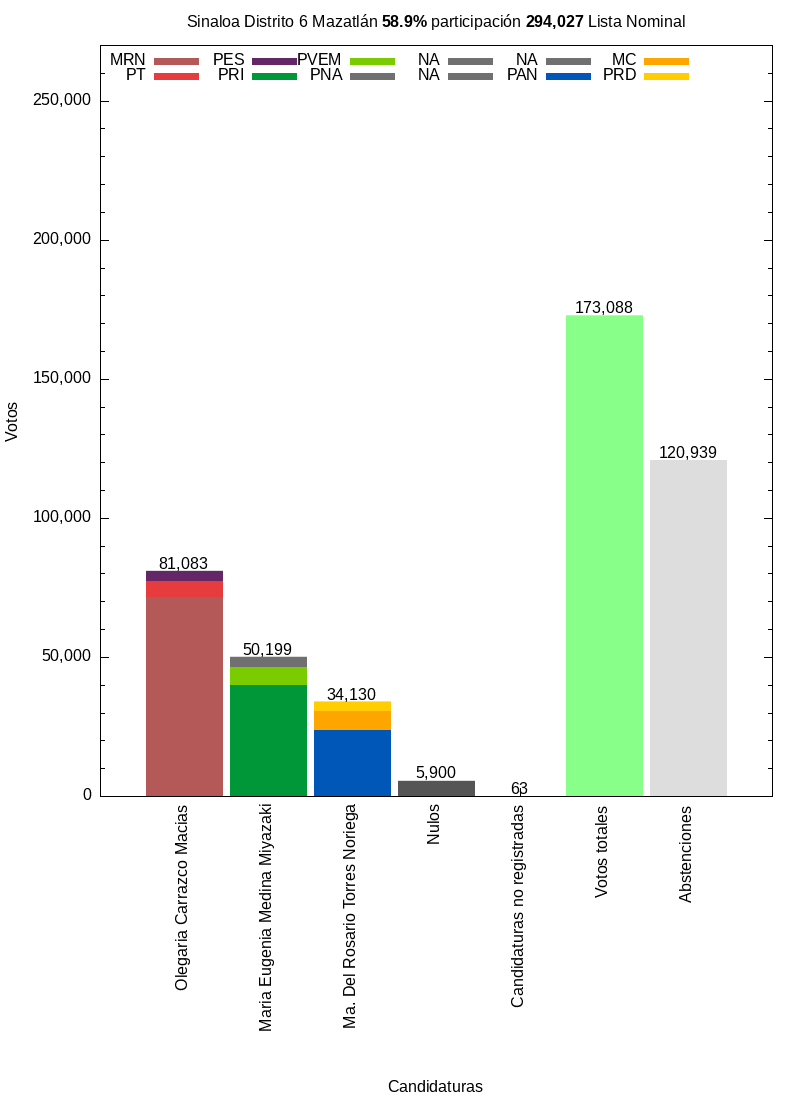 Sinaloa Distrito 6 Mazatlán 58.9% participación 294,027 Lista Nominal
MRN PES PVEM NA NA MC
PT PRI PNA NA PAN PRD
250,000
200,000
150,000
100,000
50,000
0
Votos
81,083
50,199
34,130
5,900
63
173,088
120,939
Olegaria Carrazco Macias
Maria Eugenia Medina Miyazaki
Ma. Del Rosario Torres Noriega
Nulos
Candidaturas no registradas
Votos totales
Abstenciones
Candidaturas